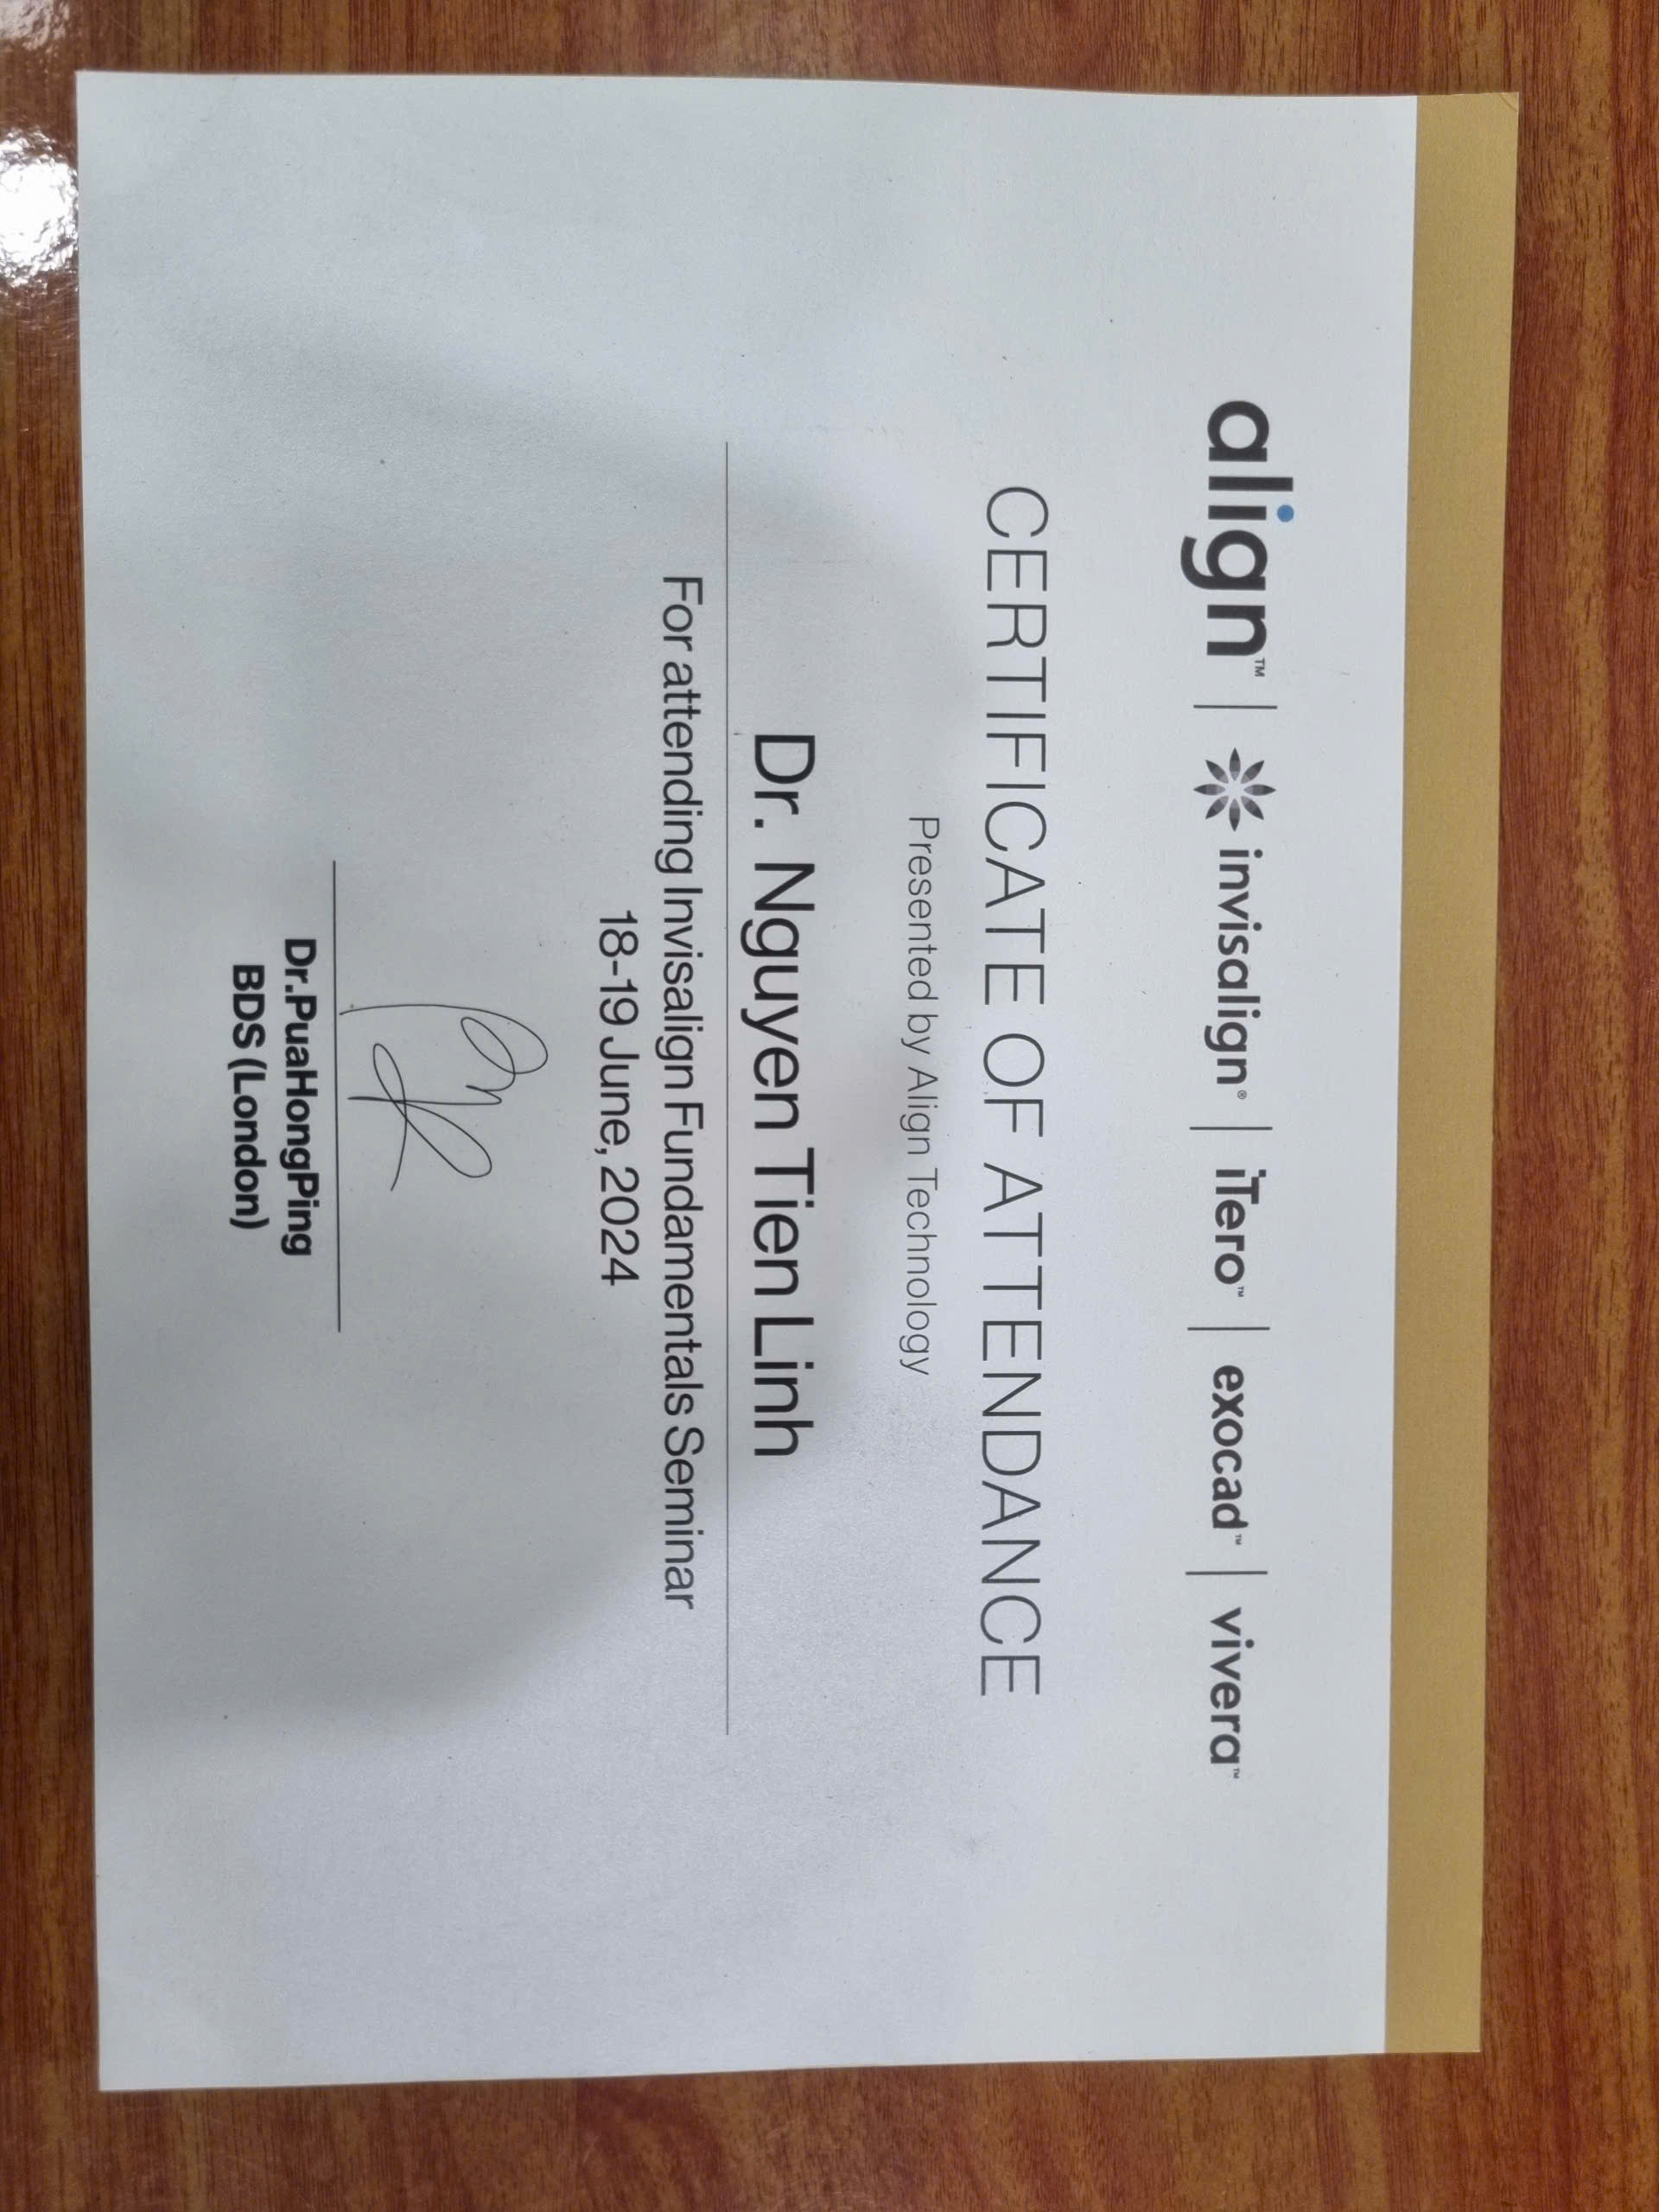 align™ | invisalign® | iTero™ | exocad™ | vivera™
CERTIFICATE OF ATTENDANCE
Presented by Align Technology
Dr. Nguyen Tien Linh
For attending Invisalign Fundamentals Seminar
18-19 June, 2024
Dr.PuaHongPing
BDS (London)